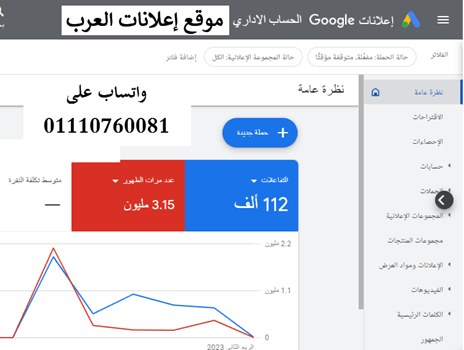 إعلانات Google الحساب الاداري
موقع إعلانات العرب
الفلاتر
حالة الحملة: مفعّلة، متوقفة مؤقتًا
حالة المجموعة الإعلانية: الكل
إضافة فلتر
نظرة عامة
واتساب على
01110760081
حملة جديدة
التفاعلات
112 ألف
عدد مرات الظهور
3.15 مليون
متوسط تكلفة النقرة
—
2.2 مليون
1.1
0
الربع الثاني 2023
نظرة عامة
الاقتراحات
الإحصاءات
حسابات
الحملات
المجموعات الإعلانية
مجموعات المنتجات
الإعلانات ومواد العرض
الفيديوهات
الكلمات الرئيسية
الجمهور